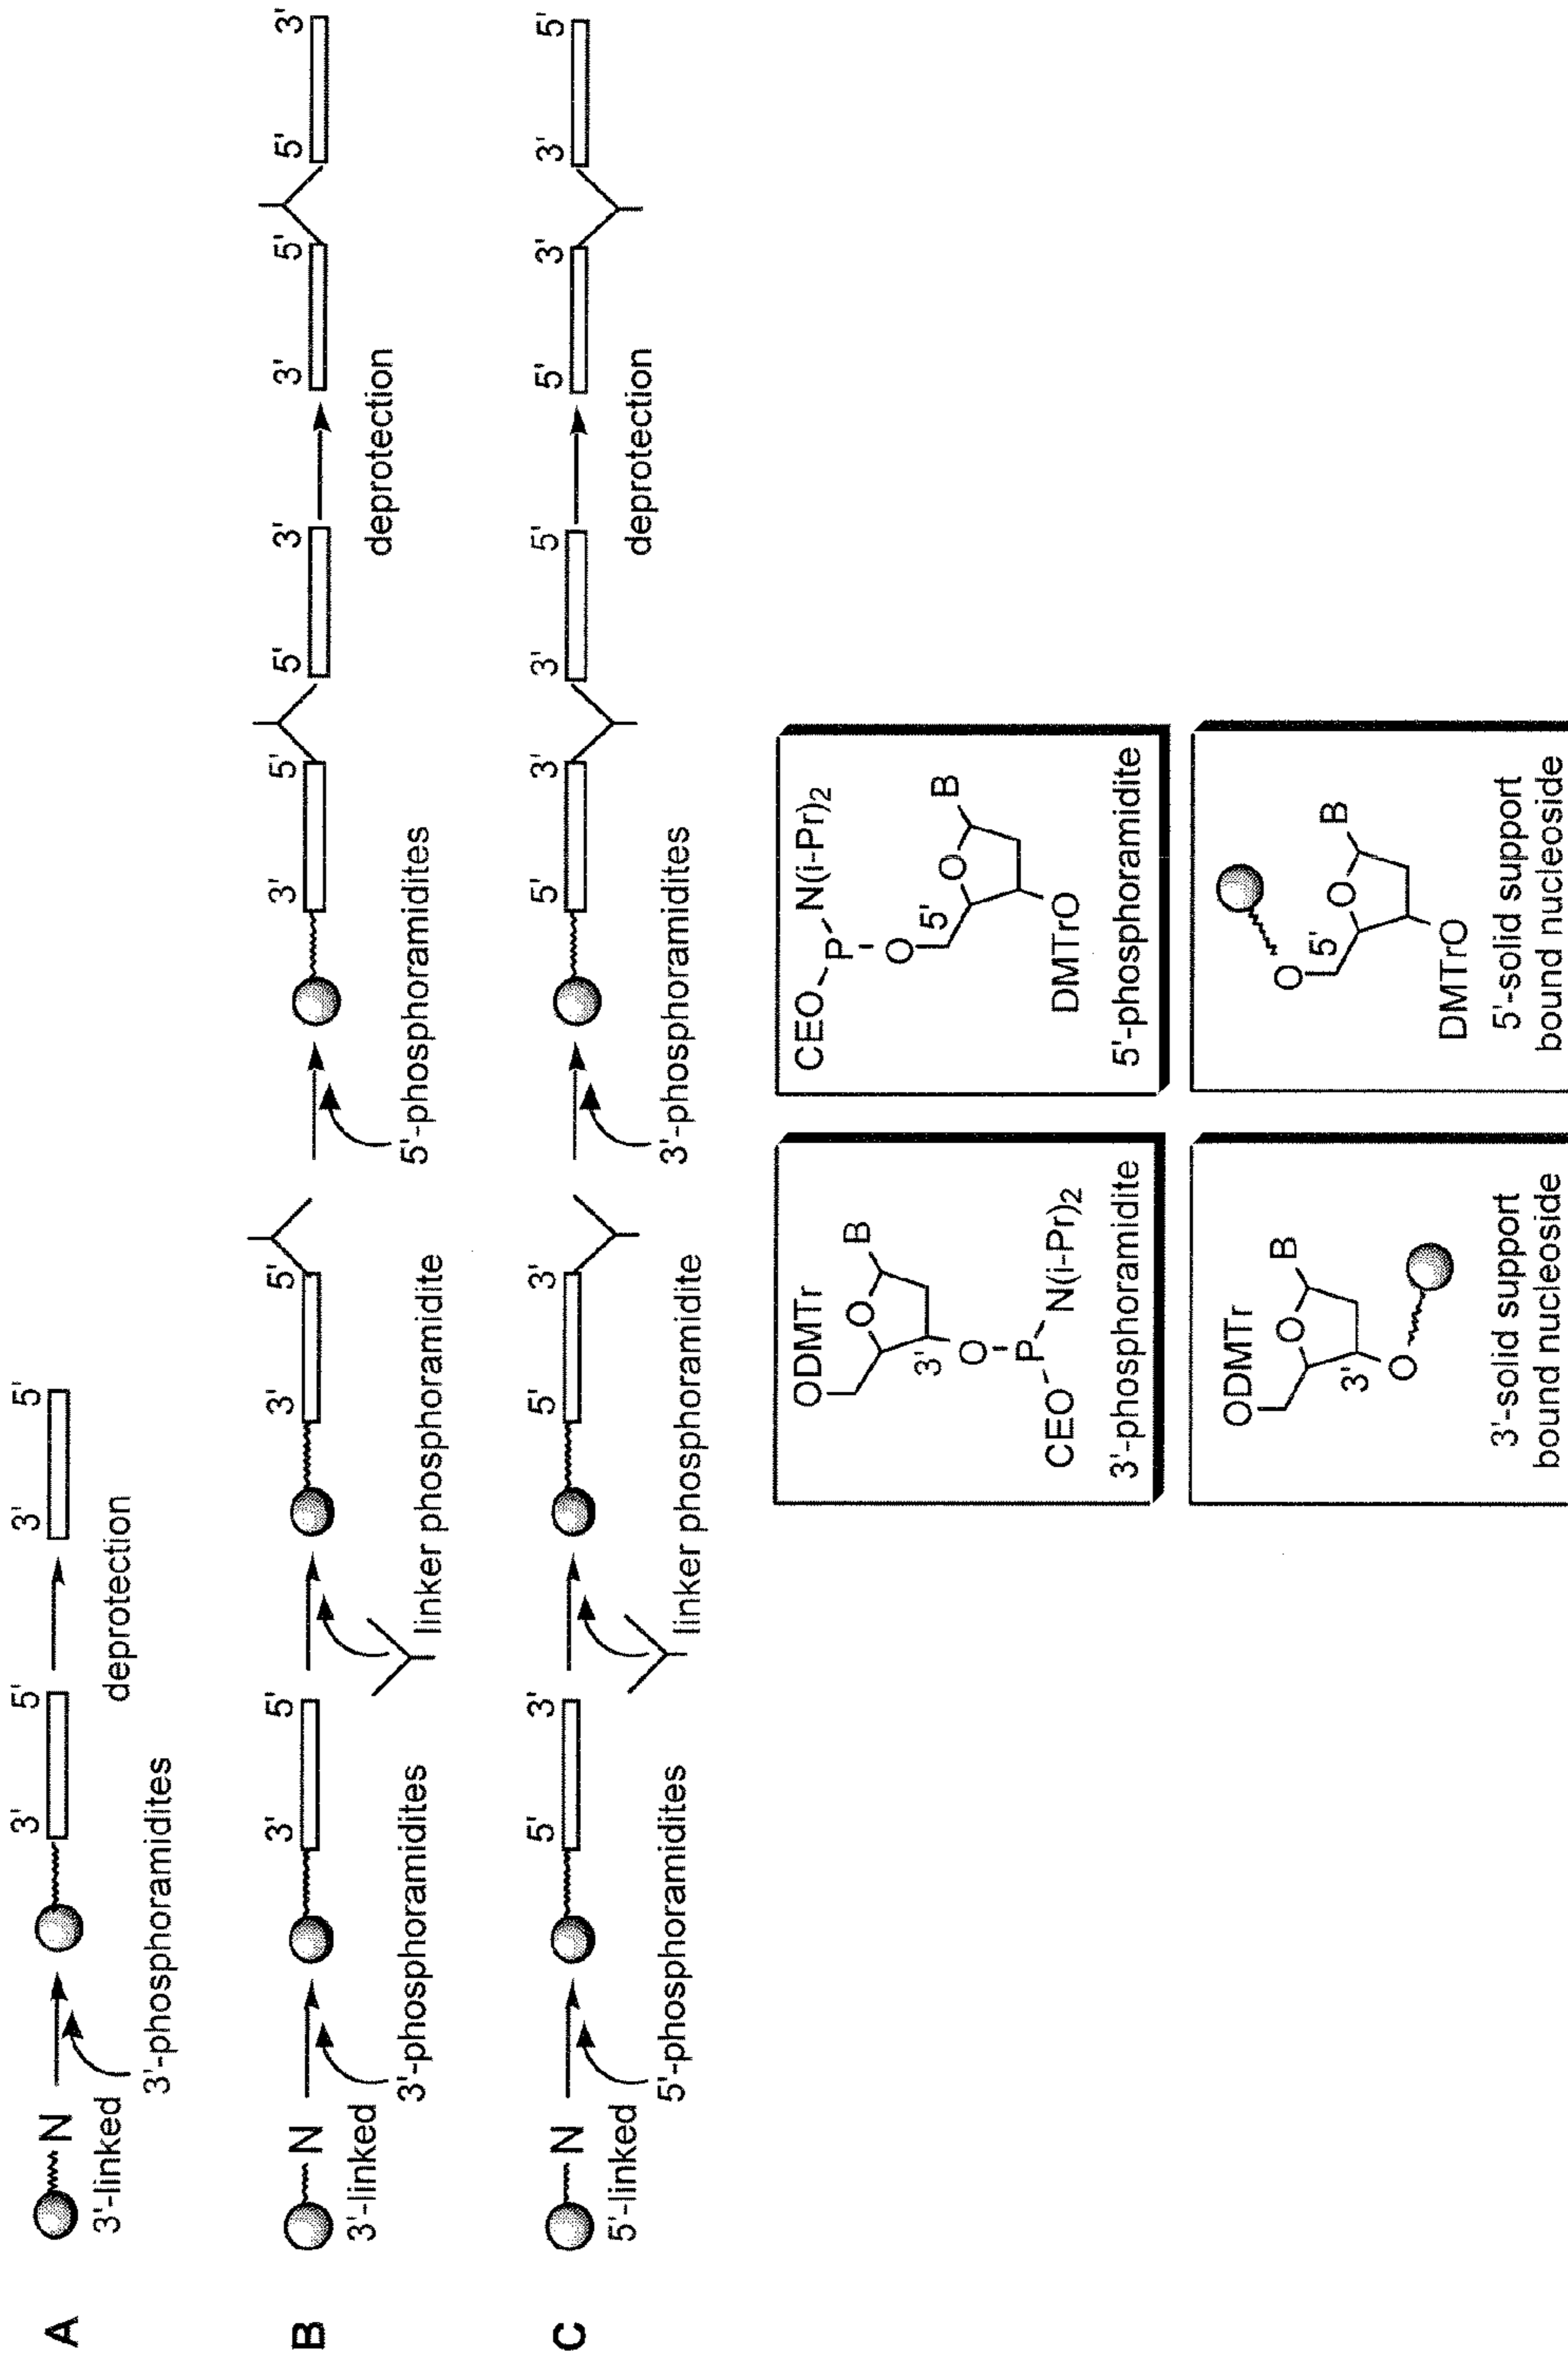 A
N
3'-linked
3'-phosphoramidites
3' 5'
deprotection
3' 5'
B
N
3'-linked
3'-phosphoramidites
3' 5'
linker phosphoramidite
3' 5'
5'-phosphoramidites
3' 5' 5' 3'
deprotection
3' 5' 5' 3'
C
N
5'-linked
5'-phosphoramidites
5' 3'
linker phosphoramidite
5' 3'
3'-phosphoramidites
5' 3' 3' 5'
deprotection
5' 3' 3' 5'
ODMTr
O
B
3'
O
P
CEO
N(i-Pr)2
3'-phosphoramidite
CEO
P
N(i-Pr)2
O
5'
O
B
DMTrO
5'-phosphoramidite
ODMTr
O
B
3'
O
3'-solid support
bound nucleoside
O
5'
O
B
DMTrO
5'-solid support
bound nucleoside